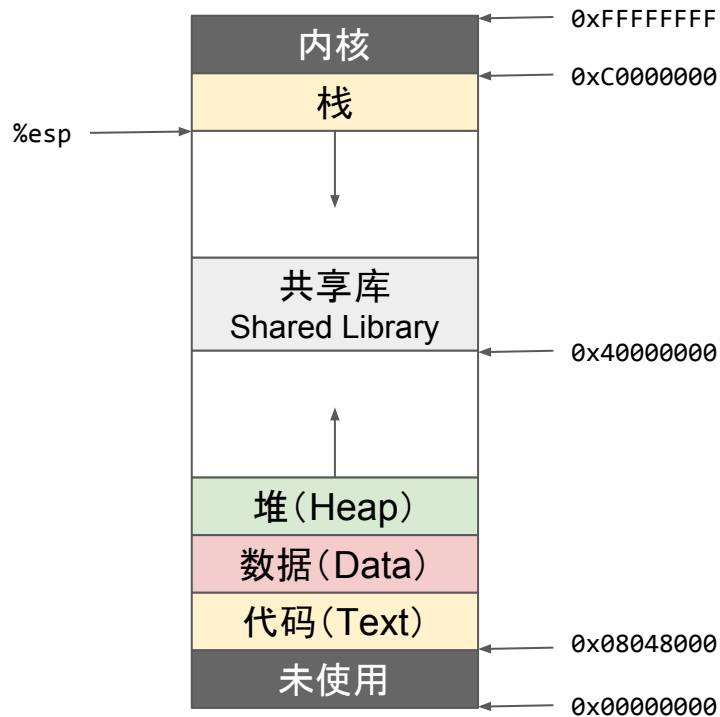 0xFFFFFFFF
内核
0xC0000000
栈
%esp
共享库
Shared Library
0x40000000
堆（Heap）
数据（Data）
代码（Text）
0x08048000
未使用
0x00000000